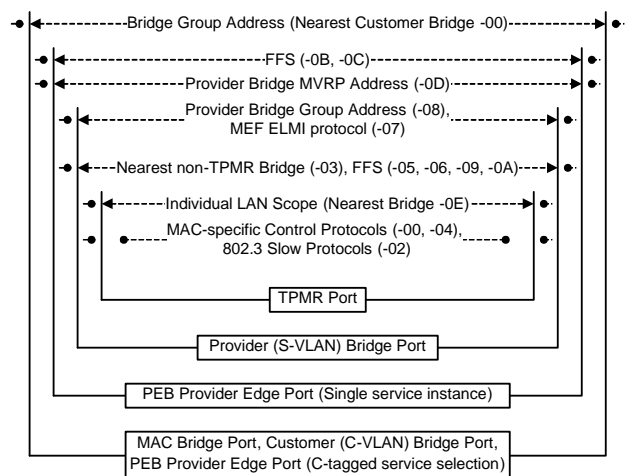 Bridge Group Address (Nearest Customer Bridge -00)
FFS (-0B, -0C)
Provider Bridge MVRP Address (-0D)
Provider Bridge Group Address (-08),
MEF ELMI protocol (-07)
Nearest non-TPMR Bridge (-03), FFS (-05, -06, -09, -0A)
Individual LAN Scope (Nearest Bridge -0E)
MAC-specific Control Protocols (-00, -04),
802.3 Slow Protocols (-02)
TPMR Port
Provider (S-VLAN) Bridge Port
PEB Provider Edge Port (Single service instance)
MAC Bridge Port, Customer (C-VLAN) Bridge Port,
PEB Provider Edge Port (C-tagged service selection)